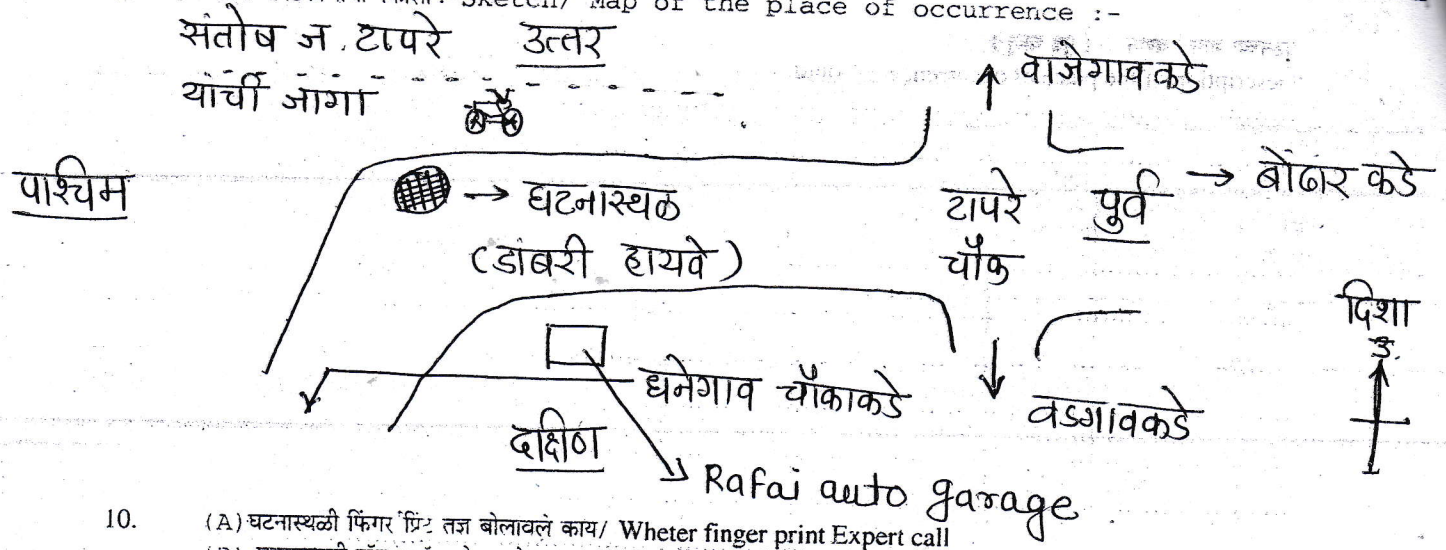 Sketch/ Map of the place of occurrence :-
संतोष ज. टापरे
यांची जागा
उत्तर
वाजेगावकडे
पाश्चिम
→ घटनास्थळ
(डांबरी हायवे)
टापरे
चौक
पुर्व
→ बोंढार कडे
दिशा
उ.
धनेगाव चौकाकडे
वडगावकडे
दक्षिण
Rafai auto garage.
10. (A) घटनास्थळी फिंगर प्रिंट तज्ञ बोलावलं काय/ Wheter finger print Expert call